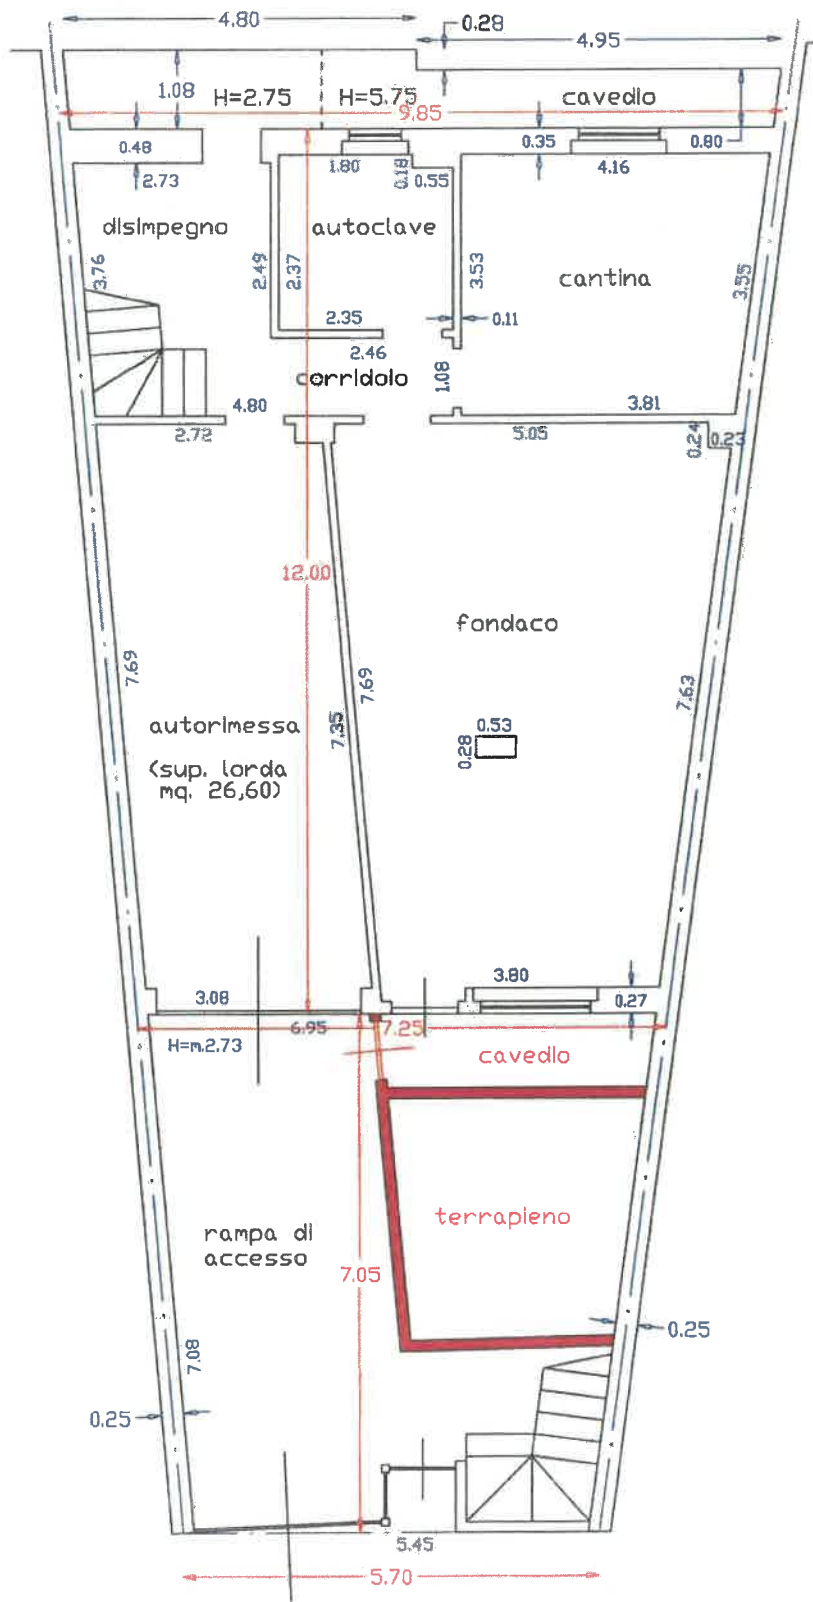 4.80
0.28
4.95
1.08
H=2.75
H=5.75
cavedio
9.85
0.48
1.80
0.18
0.55
0.35
4.16
0.80
2.73
disimpegno
autoclave
3.76
2.49
2.37
3.53
cantina
3.55
2.35
0.11
2.46
corridoio
1.08
4.80
3.81
2.72
5.05
0.24
0.23
12.00
fondaco
7.69
7.69
7.63
autorimessa
7.35
0.53
0.28
(sup. lorda
mq. 26,60)
3.80
3.08
0.27
6.95
7.25
H=m.2.73
cavedio
terrapieno
rampa di
accesso
7.05
7.08
0.25
0.25
5.45
5.70